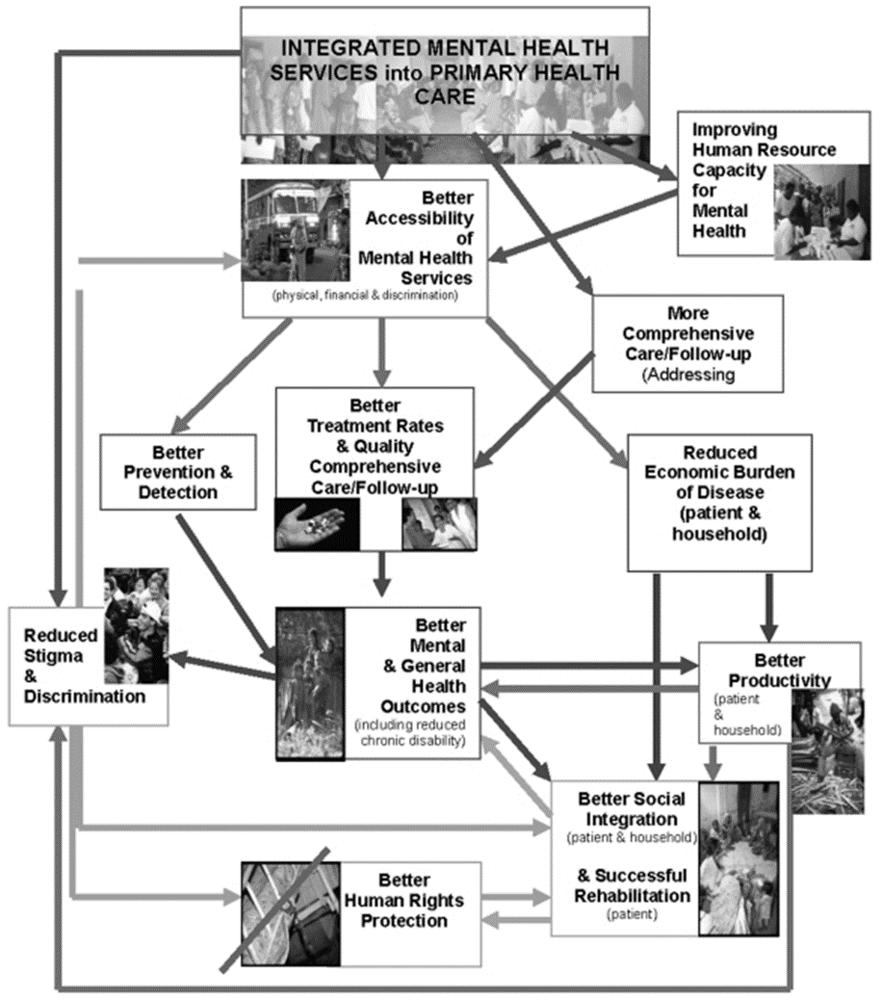 INTEGRATED MENTAL HEALTH
SERVICES into PRIMARY HEALTH
CARE
Improving
Human Resource
Capacity
for
Mental
Health
Better
Accessibility
of
Mental Health
Services
(physical, financial & discrimination)
More
Comprehensive
Care/Follow-up
(Addressing
Better
Treatment Rates
& Quality
Comprehensive
Care/Follow-up
Better
Prevention &
Detection
Reduced
Economic Burden
of Disease
(patient &
household)
Reduced
Stigma
&
Discrimination
Better
Mental
& General
Health
Outcomes
(including reduced
chronic disability)
Better
Productivity
(patient
&
household)
Better Social
Integration
(patient & household)
& Successful
Rehabilitation
(patient)
Better
Human Rights
Protection